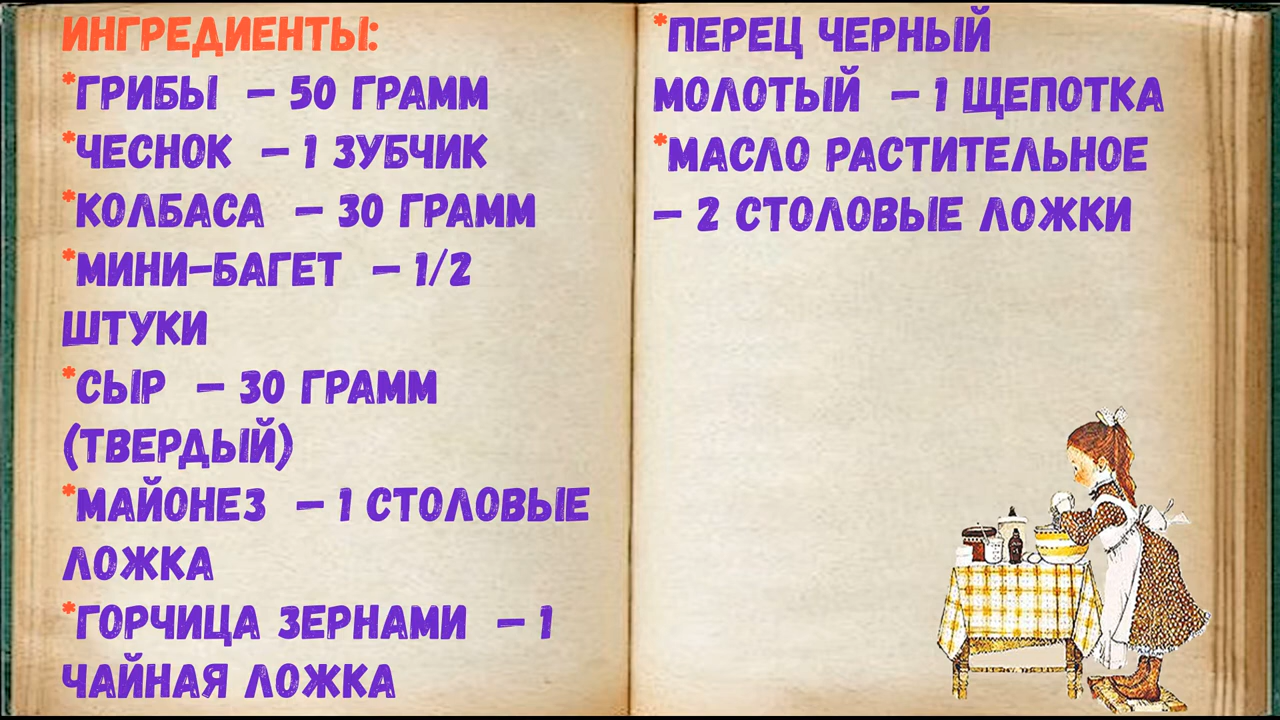 ИНГРЕДИЕНТЫ:
*ГРИБЫ – 50 ГРАММ
*ЧЕСНОК – 1 ЗУБЧИК
*КОЛБАСА – 30 ГРАММ
*МИНИ-БАГЕТ – 1/2
ШТУКИ
*СЫР – 30 ГРАММ
(ТВЕРДЫЙ)
*МАЙОНЕЗ – 1 СТОЛОВЫЕ
ЛОЖКА
*ГОРЧИЦА ЗЕРНАМИ – 1
ЧАЙНАЯ ЛОЖКА
*ПЕРЕЦ ЧЕРНЫЙ
МОЛОТЫЙ – 1 ЩЕПОТКА
*МАСЛО РАСТИТЕЛЬНОЕ
– 2 СТОЛОВЫЕ ЛОЖКИ